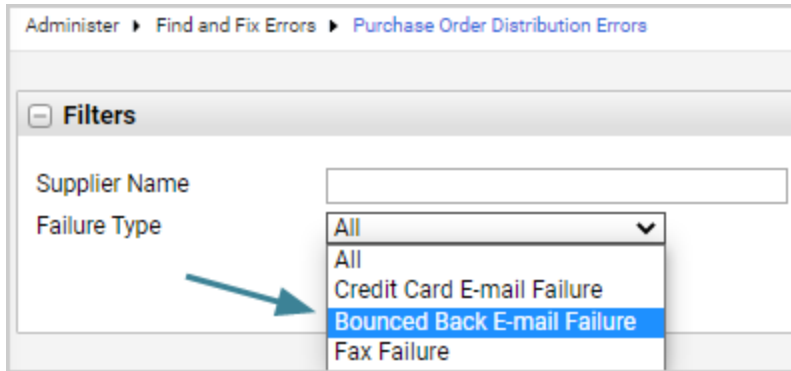 Administer ▸ Find and Fix Errors ▸ Purchase Order Distribution Errors
Filters
Supplier Name
Failure Type All
All
Credit Card E-mail Failure
Bounced Back E-mail Failure
Fax Failure